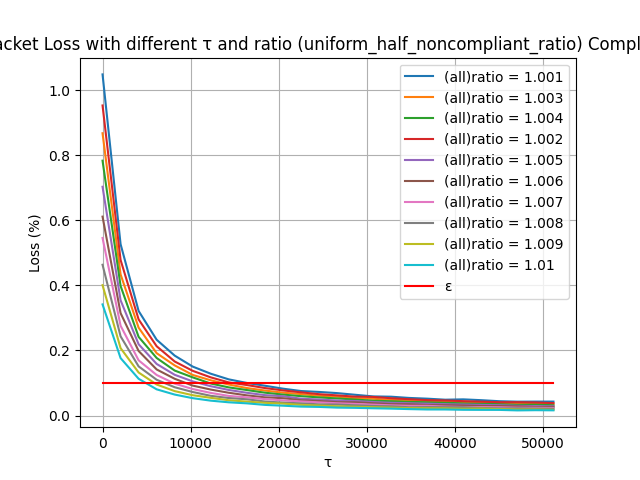 Packet Loss with different τ and ratio (uniform_half_noncompliant_ratio)
1.0
0.8
0.6
0.4
0.2
0.0
Loss (%)
(all)ratio = 1.001
(all)ratio = 1.003
(all)ratio = 1.004
(all)ratio = 1.002
(all)ratio = 1.005
(all)ratio = 1.006
(all)ratio = 1.007
(all)ratio = 1.008
(all)ratio = 1.009
(all)ratio = 1.01
ε
0 10000 20000 30000 40000 50000
τ